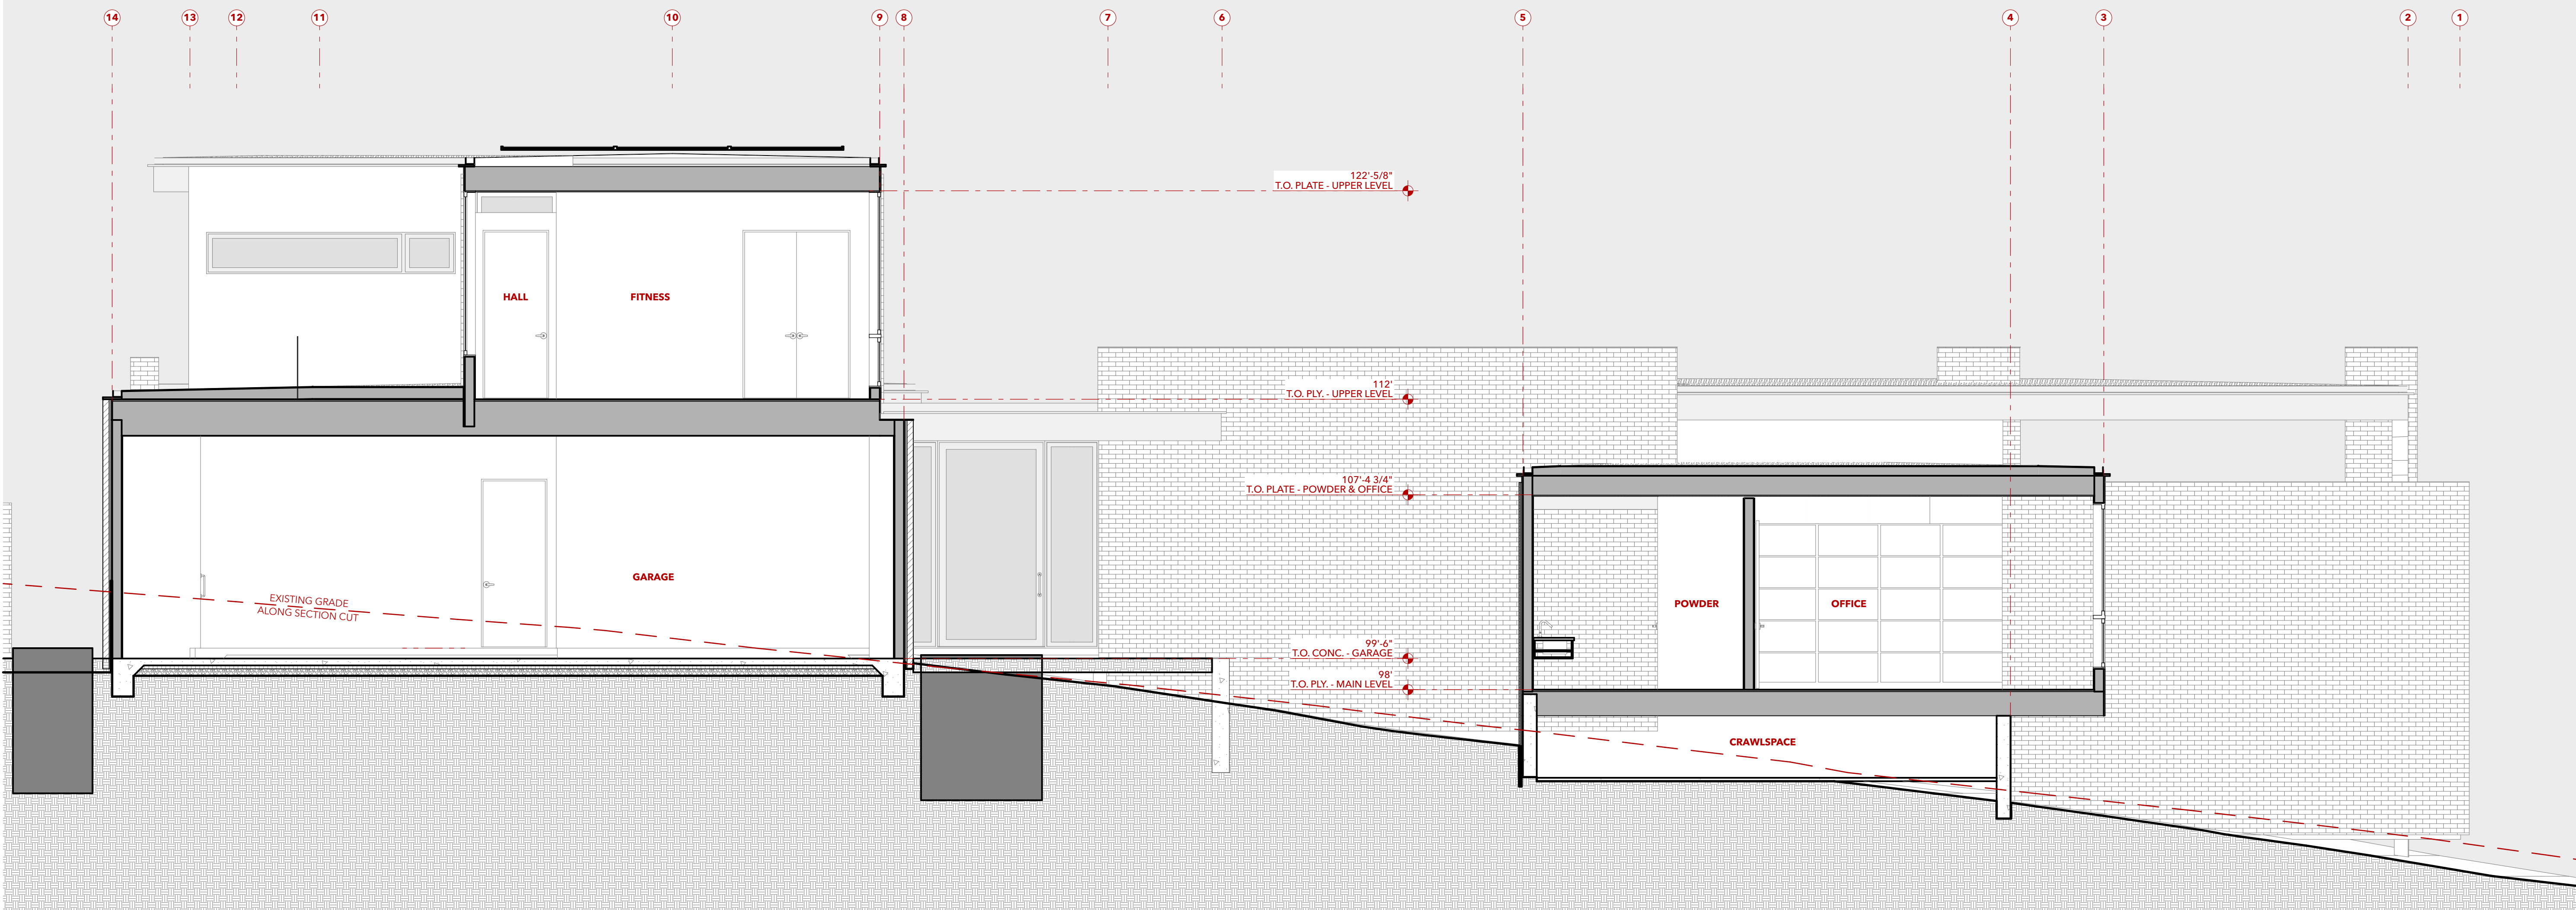 14
13
12
11
10
9
8
7
6
5
4
3
2
1
122'-5/8"
T.O. PLATE - UPPER LEVEL
HALL
FITNESS
112'
T.O. PLY. - UPPER LEVEL
107'-4 3/4"
T.O. PLATE - POWDER & OFFICE
GARAGE
EXISTING GRADE
ALONG SECTION CUT
POWDER
OFFICE
99'-6"
T.O. CONC. - GARAGE
98'
T.O. PLY. - MAIN LEVEL
CRAWLSPACE